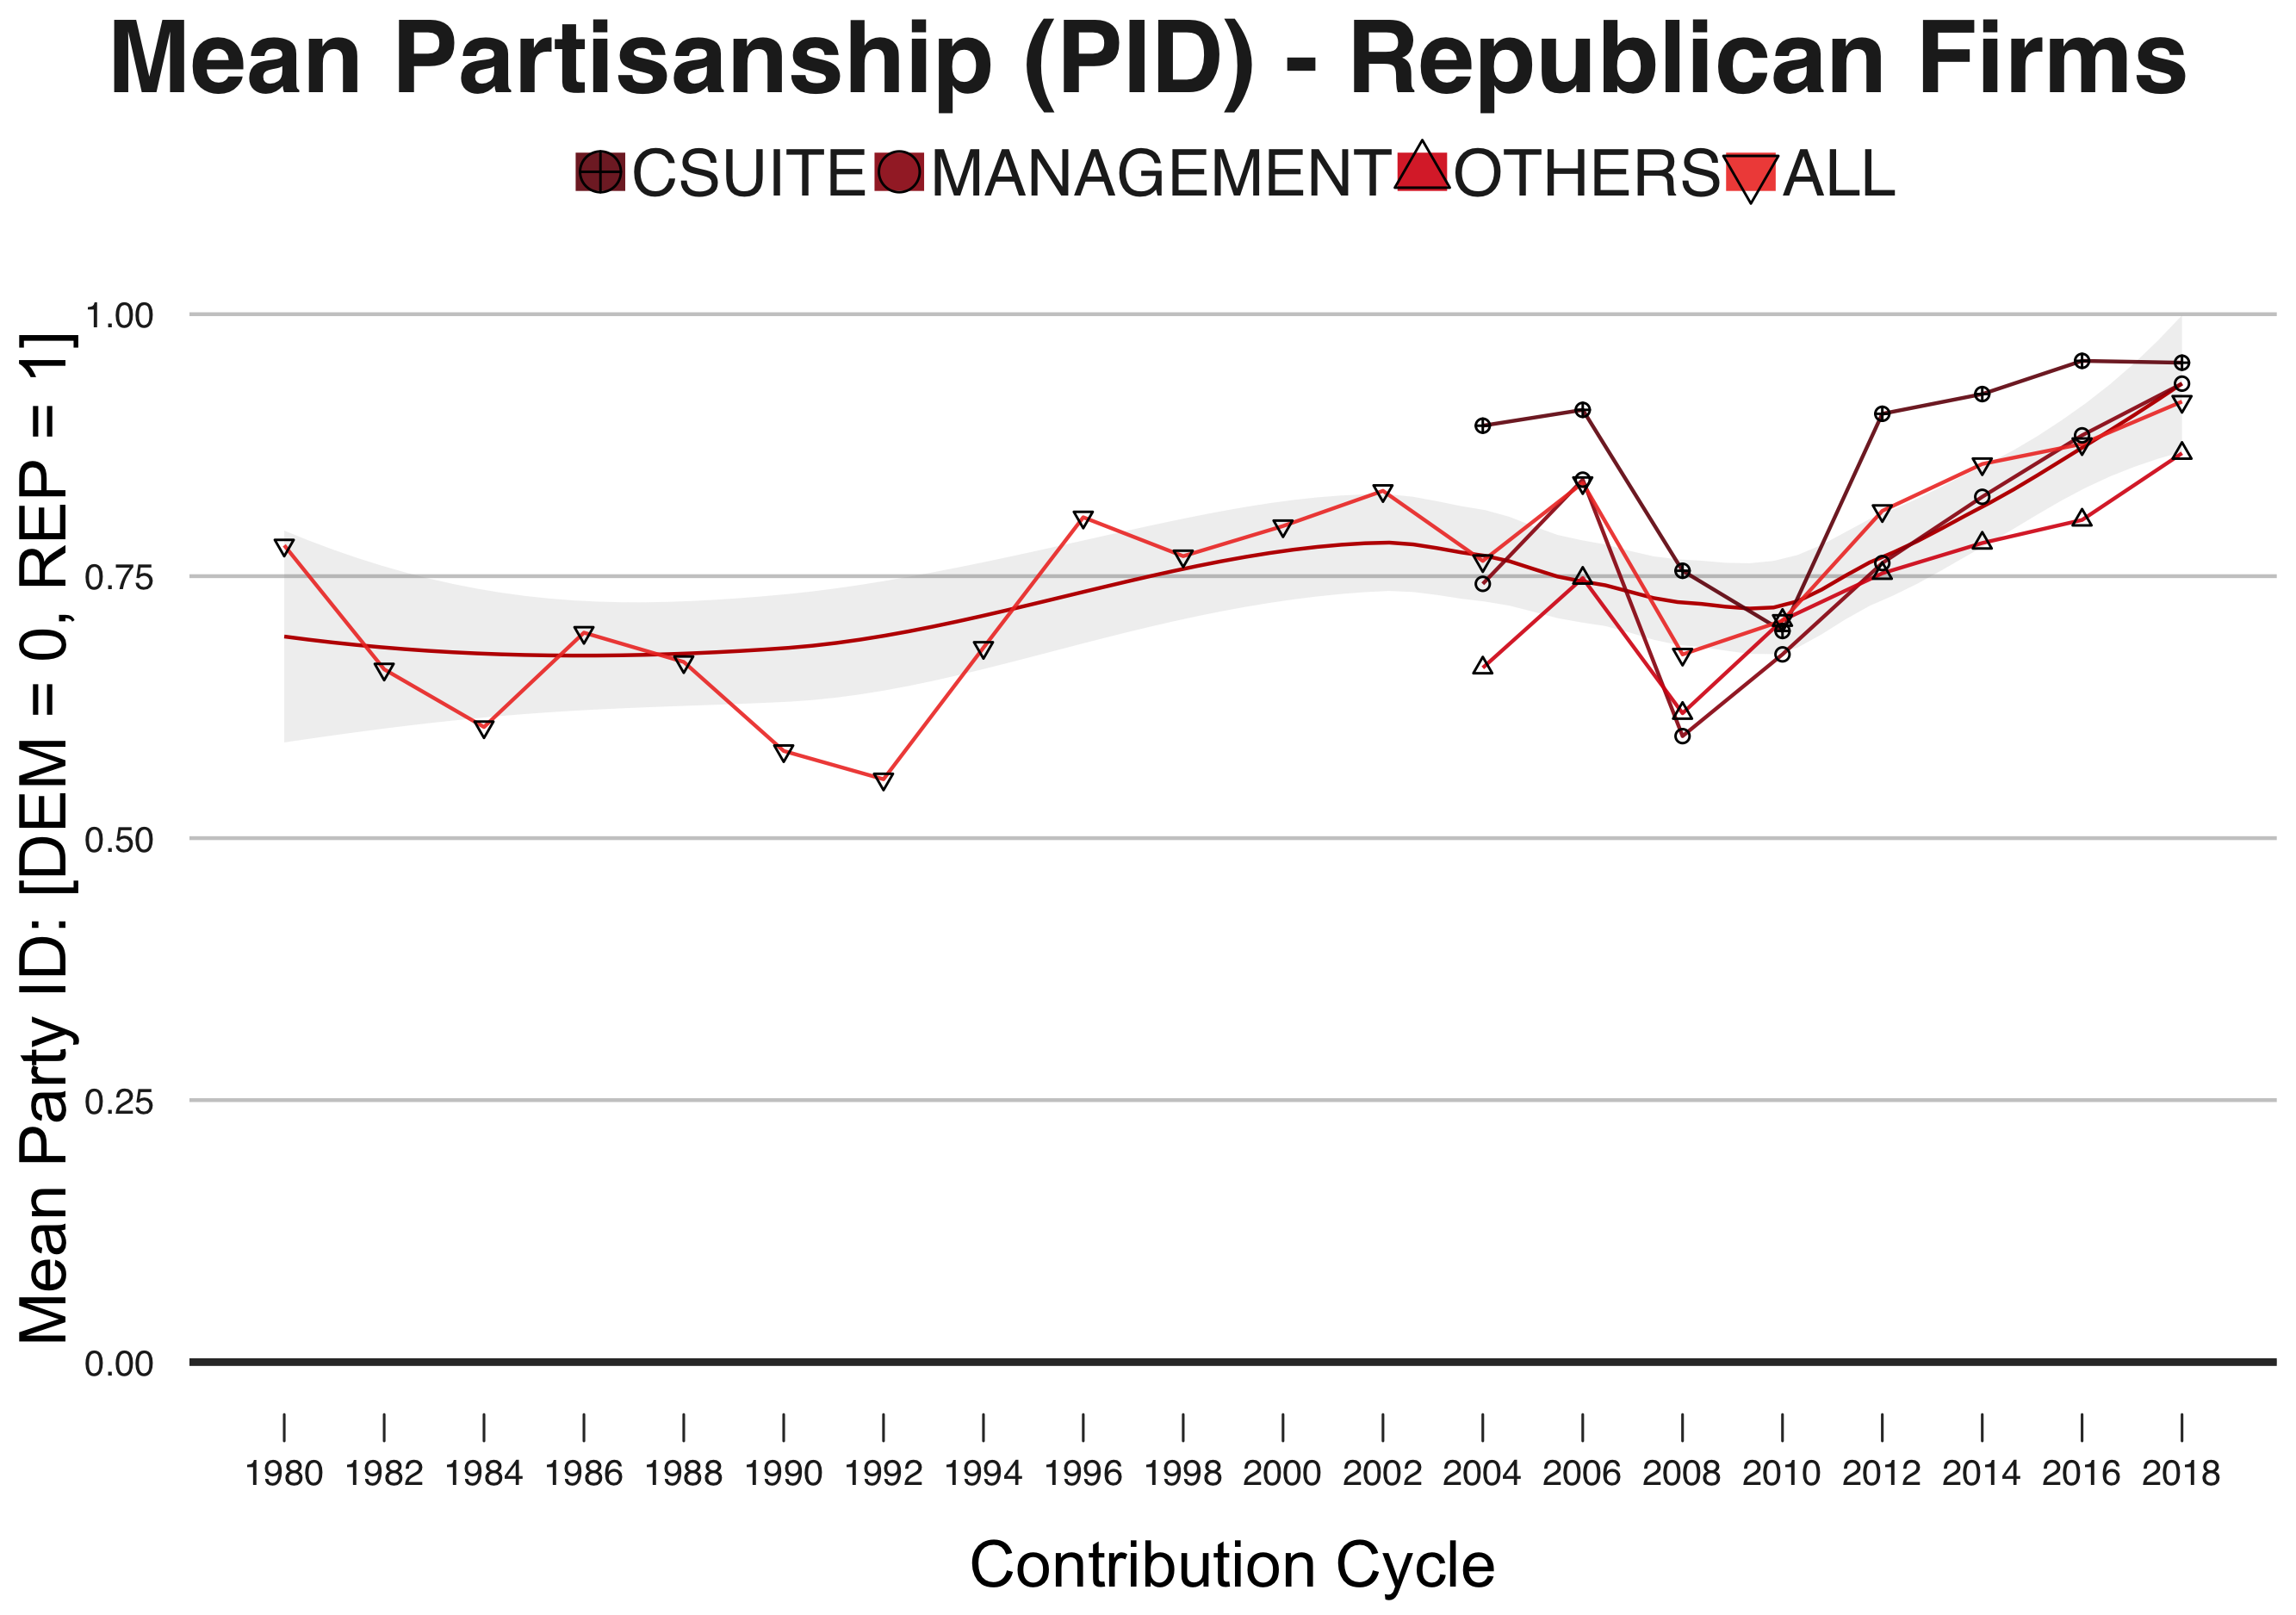 Mean Partisanship (PID) - Republican Firms
CSUITE MANAGEMENT OTHERS ALL
Mean Party ID: [DEM = 0, REP = 1]
1.00
0.75
0.50
0.25
0.00
1980 1982 1984 1986 1988 1990 1992 1994 1996 1998 2000 2002 2004 2006 2008 2010 2012 2014 2016 2018
Contribution Cycle